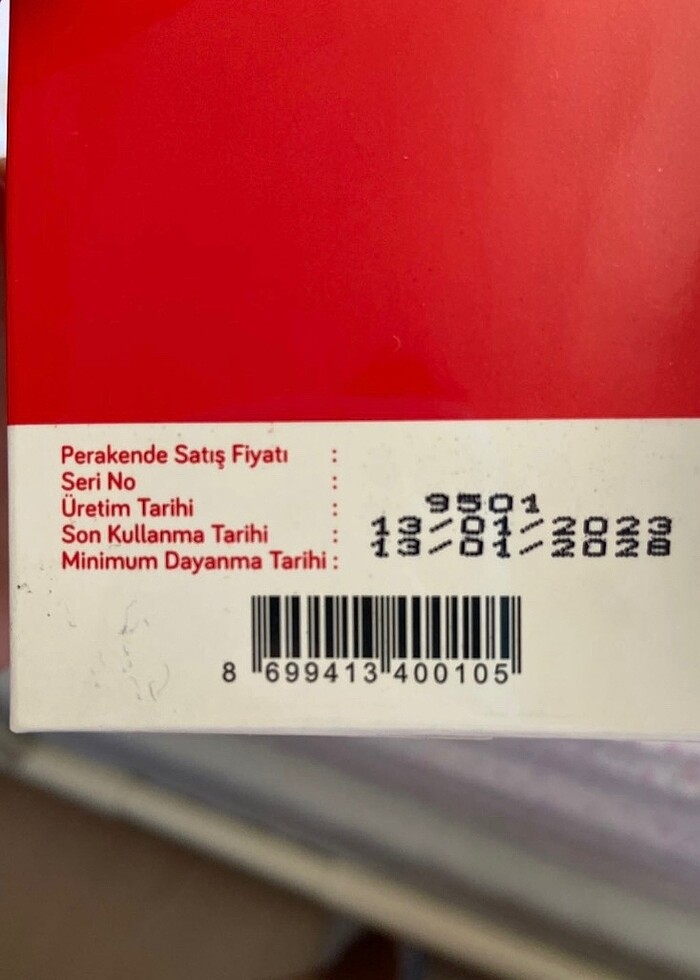 Perakende Satış Fiyatı :
Seri No :
Üretim Tarihi : 9501
Son Kullanma Tarihi : 13/01/2023
Minimum Dayanma Tarihi : 13/01/2028
8 699413 400105